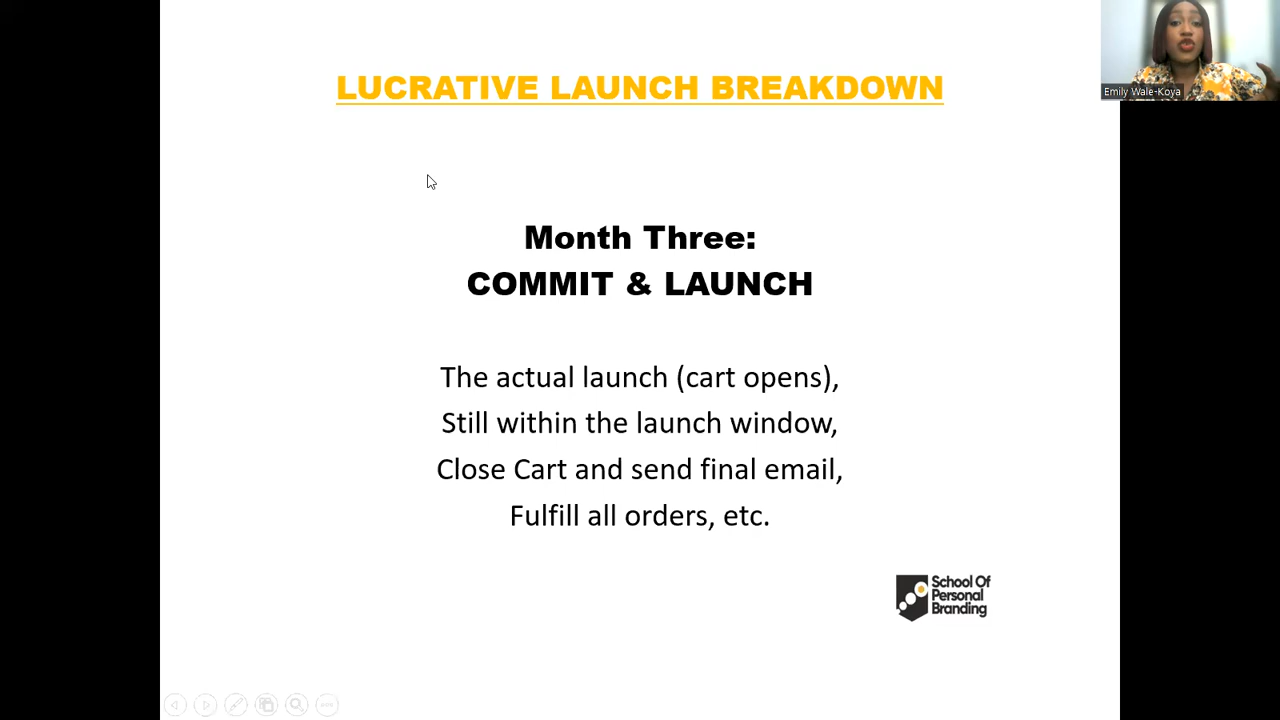 LUCRATIVE LAUNCH BREAKDOWN
Emily Wale-Koya
Month Three:
COMMIT & LAUNCH
The actual launch (cart opens),
Still within the launch window,
Close Cart and send final email,
Fulfill all orders, etc.
School Of
Personal
Branding